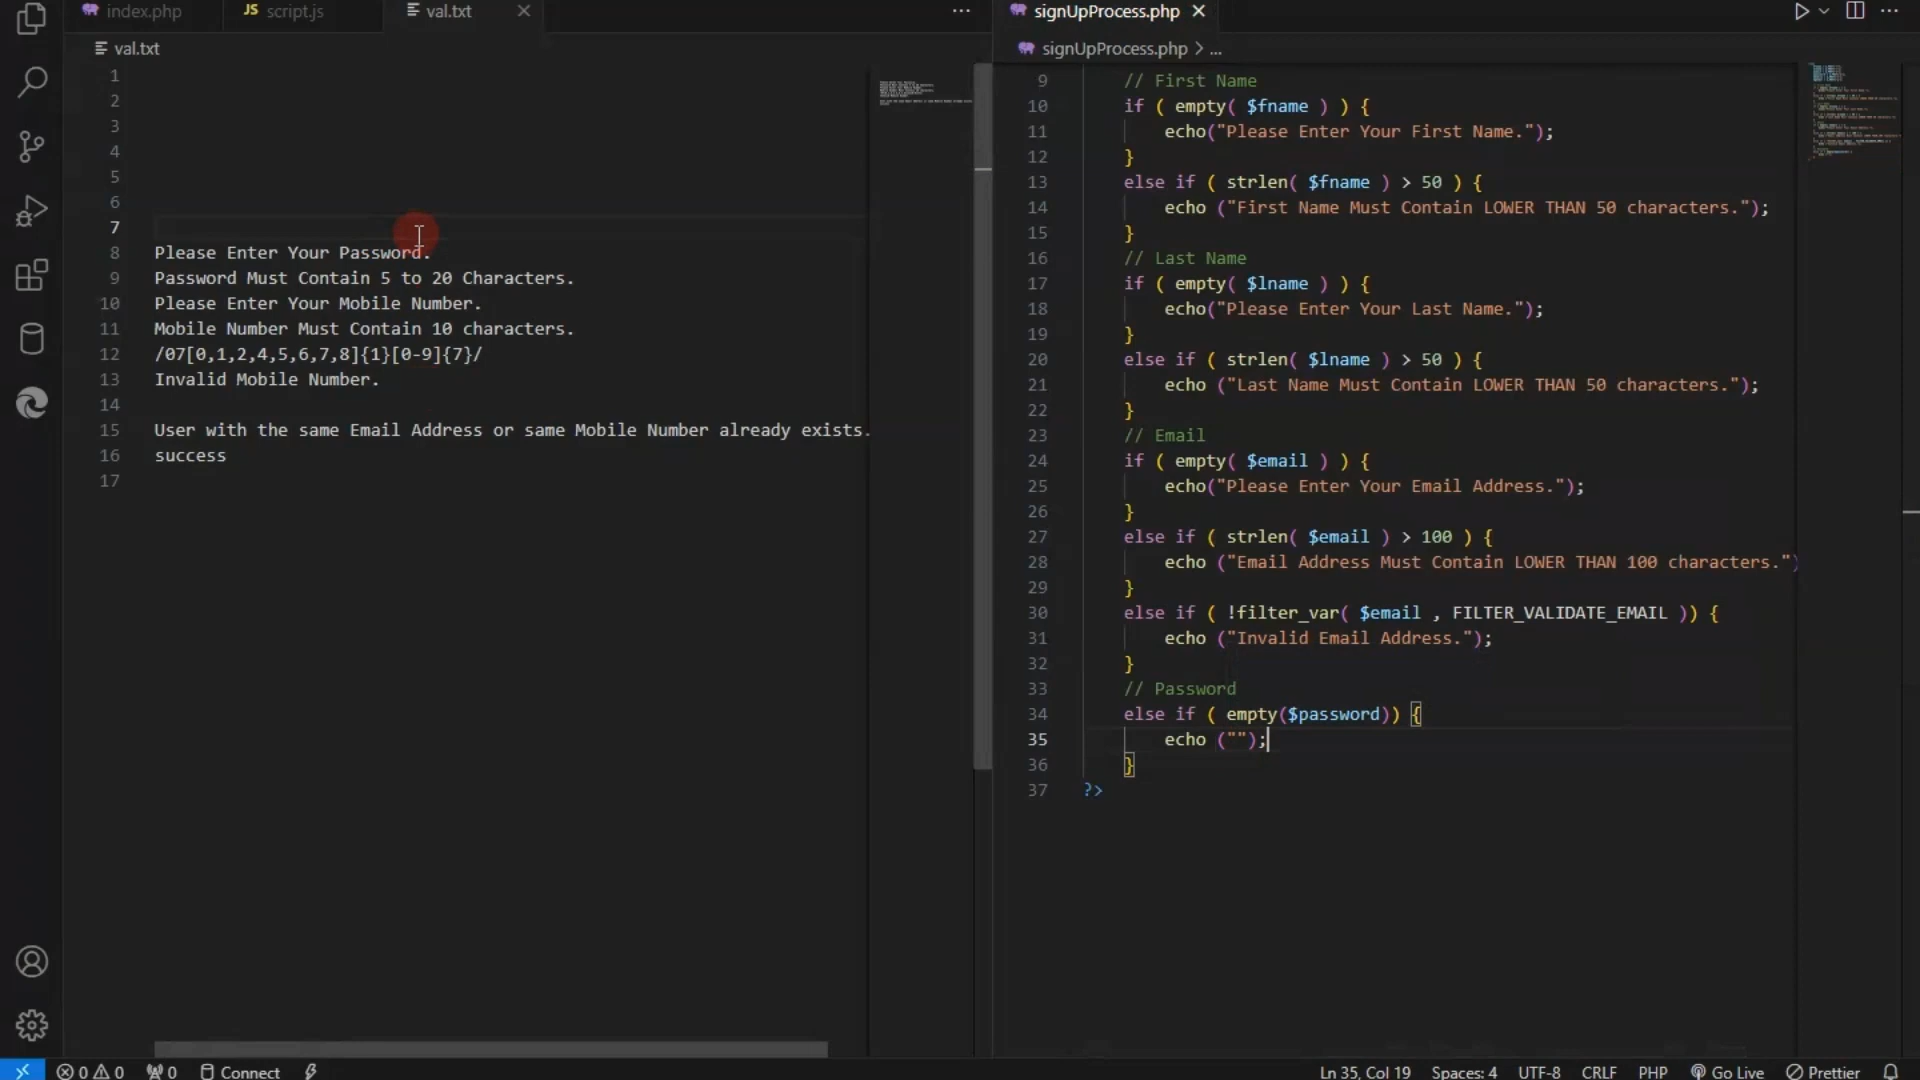 index.php
JS script.js
val.txt
signUpProcess.php
val.txt
signUpProcess.php > ...
1
2
3
4
5
6
7
8 Please Enter Your Password.
9 Password Must Contain 5 to 20 Characters.
10 Please Enter Your Mobile Number.
11 Mobile Number Must Contain 10 characters.
12 /07[0,1,2,4,5,6,7,8]{1}[0-9]{7}/
13 Invalid Mobile Number.
14
15 User with the same Email Address or same Mobile Number already exists.
16 success
17
9 // First Name
10 if ( empty( $fname ) ) {
11 echo("Please Enter Your First Name.");
12 }
13 else if ( strlen( $fname ) > 50 ) {
14 echo ("First Name Must Contain LOWER THAN 50 characters.");
15 }
16 // Last Name
17 if ( empty( $lname ) ) {
18 echo("Please Enter Your Last Name.");
19 }
20 else if ( strlen( $lname ) > 50 ) {
21 echo ("Last Name Must Contain LOWER THAN 50 characters.");
22 }
23 // Email
24 if ( empty( $email ) ) {
25 echo("Please Enter Your Email Address.");
26 }
27 else if ( strlen( $email ) > 100 ) {
28 echo ("Email Address Must Contain LOWER THAN 100 characters.")
29 }
30 else if ( !filter_var( $email , FILTER_VALIDATE_EMAIL )) {
31 echo ("Invalid Email Address.");
32 }
33 // Password
34 else if ( empty($password)) {
35 echo ("");
36 }
37 ?>
0 0 0 Connect
Ln 35, Col 19 Spaces: 4 UTF-8 CRLF PHP Go Live Prettier